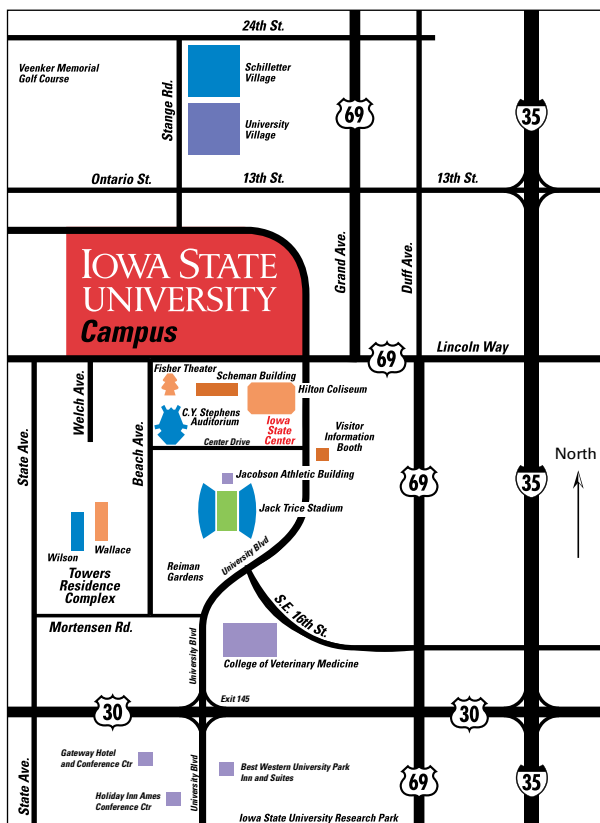 24th St.
Veenker Memorial
Golf Course
Stange Rd.
Schilletter
Village
University
Village
69
35
Ontario St.
13th St.
13th St.
Grand Ave.
Duff Ave.
IOWA STATE
UNIVERSITY
Campus
69
Lincoln Way
Fisher Theater
Scheman Building
Hilton Coliseum
C.Y. Stephens
Auditorium
Iowa
State
Center
Center Drive
Visitor
Information
Booth
State Ave.
Welch Ave.
Beach Ave.
North
69
35
Jacobson Athletic Building
Jack Trice Stadium
Wilson
Wallace
Towers
Residence
Complex
Reiman
Gardens
University Blvd
Mortensen Rd.
S.E. 16th St.
University Blvd
College of Veterinary Medicine
Exit 145
30
30
State Ave.
Gateway Hotel
and Conference Ctr
University Blvd
Best Western University Park
Inn and Suites
69
35
Holiday Inn Ames
Conference Ctr
Iowa State University Research Park